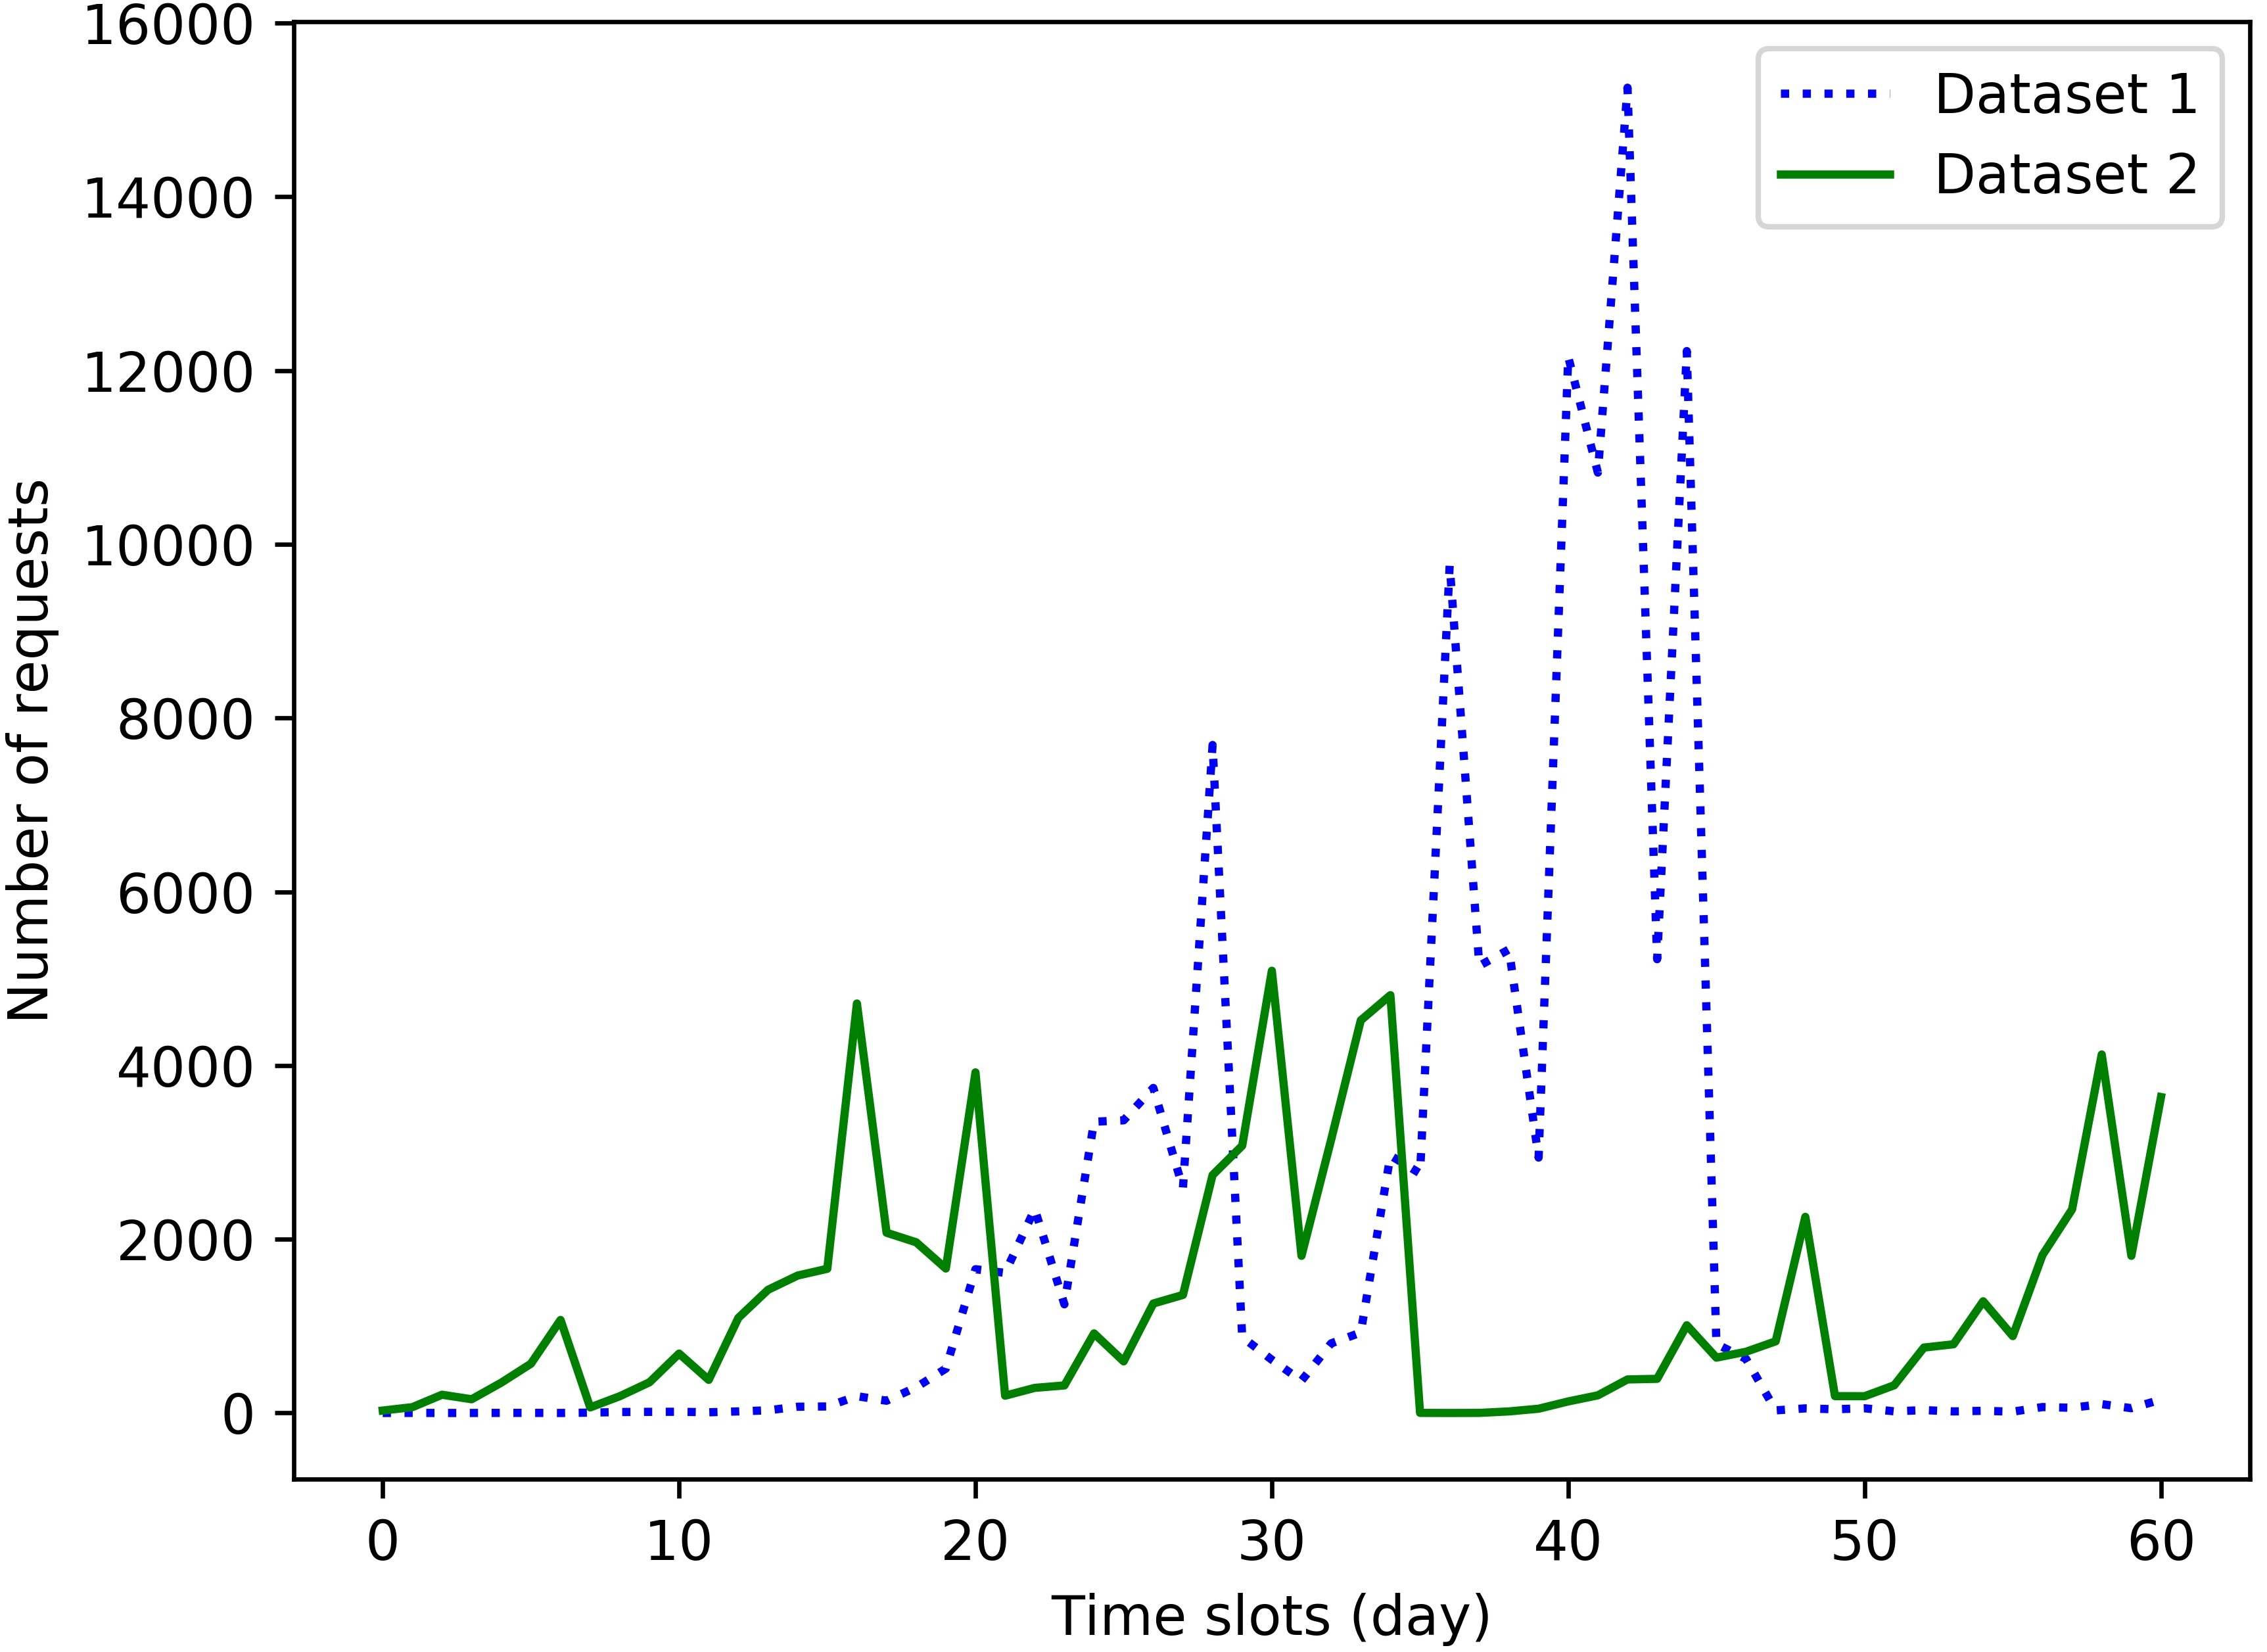 16000
14000
12000
10000
8000
6000
4000
2000
0
Number of requests
Dataset 1
Dataset 2
0 10 20 30 40 50 60
Time slots (day)